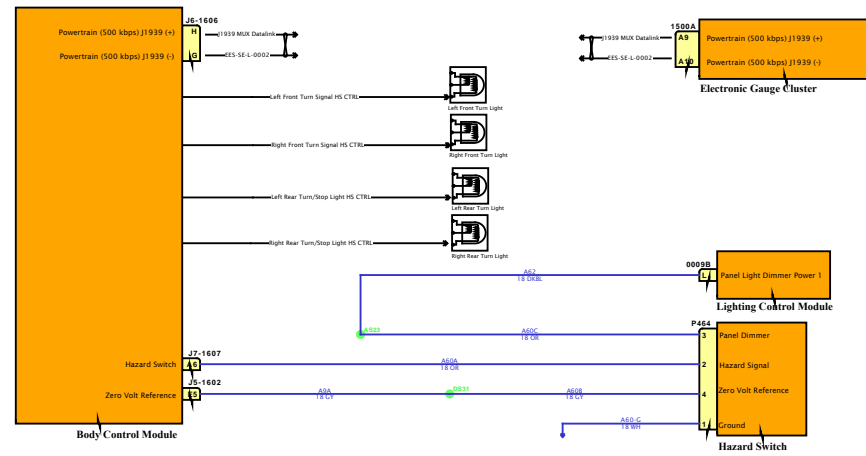 J6-1606
Powertrain (500 kbps) J1939 (+)
H
J1939 MUX Datalink
Powertrain (500 kbps) J1939 (-)
G
EES-SE-L-0002
1500A
J1939 MUX Datalink
A9
Powertrain (500 kbps) J1939 (+)
EES-SE-L-0002
A10
Powertrain (500 kbps) J1939 (-)
Electronic Gauge Cluster
Left Front Turn Signal HS CTRL
Left Front Turn Light
Right Front Turn Signal HS CTRL
Right Front Turn Light
Left Rear Turn/Stop Light HS CTRL
Left Rear Turn Light
Right Rear Turn/Stop Light HS CTRL
Right Rear Turn Light
0009B
A62
18 DKBL
L
Panel Light Dimmer Power 1
Lighting Control Module
P464
AS23
A60C
18 OR
3
Panel Dimmer
J7-1607
Hazard Switch
A6
A60A
18 OR
2
Hazard Signal
J5-1602
Zero Volt Reference
E5
A9A
18 GY
DS31
A60B
18 GY
4
Zero Volt Reference
A60-G
18 WH
1
Ground
Body Control Module
Hazard Switch